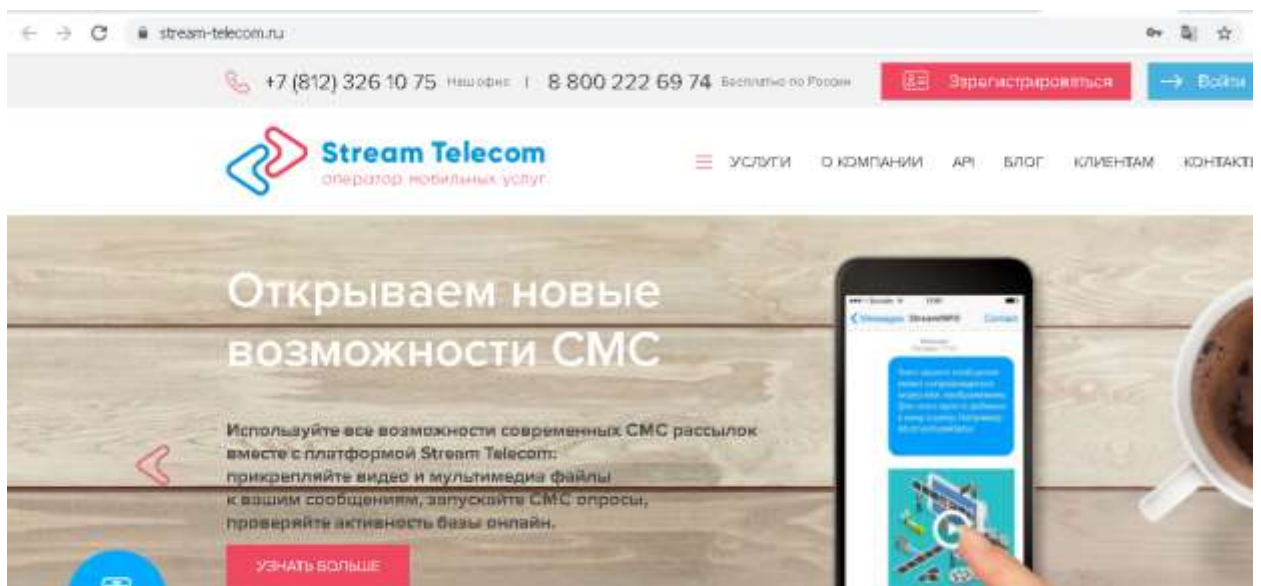 stream-telecom.ru
+7 (812) 326 10 75 Наш офис | 8 800 222 69 74 Бесплатно по России Зарегистрироваться Войти
Stream Telecom
оператор мобильных услуг
УСЛУГИ О КОМПАНИИ API БЛОГ КЛИЕНТАМ КОНТАКТЫ
Открываем новые
возможности СМС
Используйте все возможности современных СМС рассылок
вместе с платформой Stream Telecom:
прикрепляйте видео и мультимедиа файлы
к вашим сообщениям, запускайте СМС опросы,
проверяйте активность базы онлайн.
УЗНАТЬ БОЛЬШЕ
Messages Contact